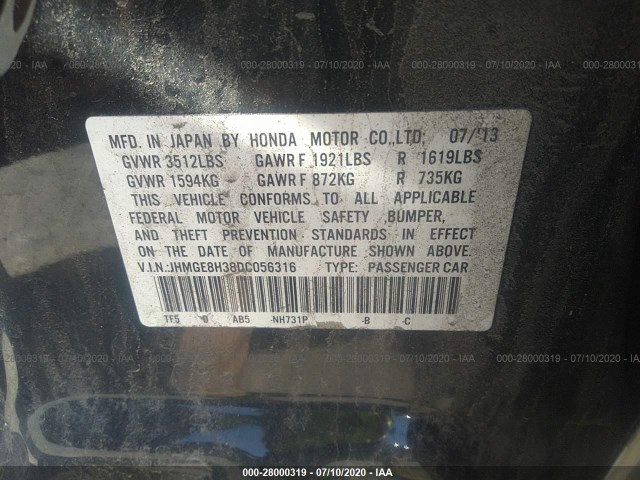 000-28000319 - 07/10/2020 - IAA
MFD. IN JAPAN BY HONDA MOTOR CO.,LTD; 07/'13
GVWR 3512LBS GAWR F 1921LBS R 1619LBS
GVWR 1594KG GAWR F 872KG R 735KG
THIS VEHICLE CONFORMS TO ALL APPLICABLE
FEDERAL MOTOR VEHICLE SAFETY BUMPER,
AND THEFT PREVENTION STANDARDS IN EFFECT
ON THE DATE OF MANUFACTURE SHOWN ABOVE.
V.I.N.:JHMGE8H38DC056316 TYPE: PASSENGER CAR
TF5 AB5 -NH731P -B -C
000-28000319 - 07/10/2020 - IAA
000-28000319 - 07/10/2020 - IAA